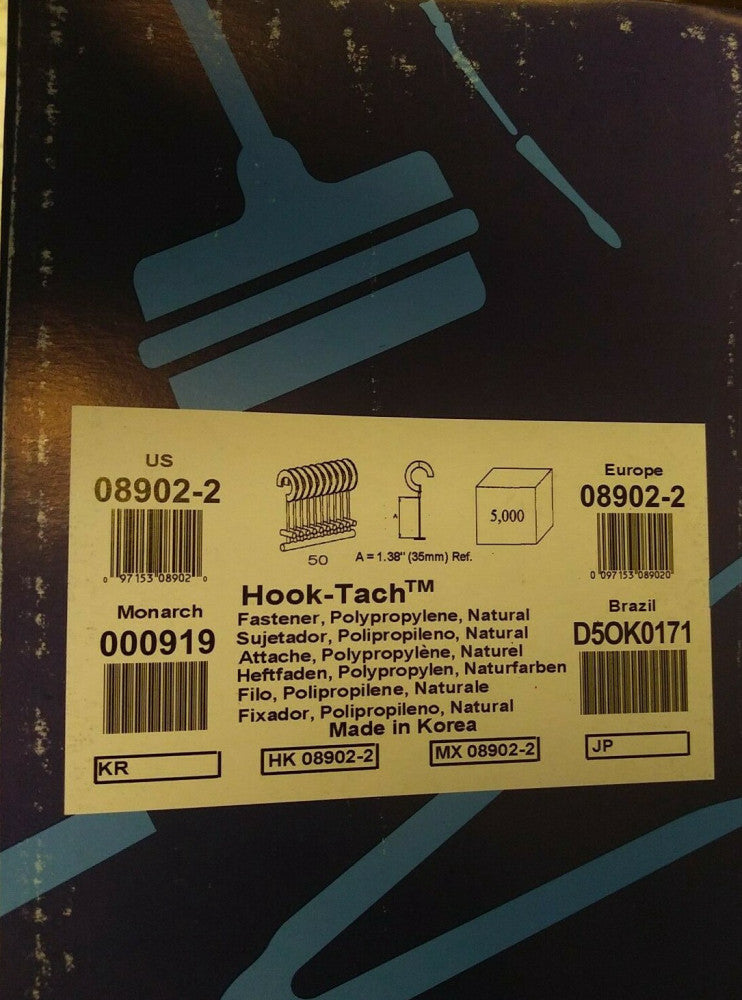 US
08902-2
0 97153 08902 0
Monarch
000919
50
A
A = 1.38" (35mm) Ref.
5,000
Europe
08902-2
0 097153 089020
Brazil
D5OK0171
Hook-Tach™
Fastener, Polypropylene, Natural
Sujetador, Polipropileno, Natural
Attache, Polypropylène, Naturel
Heftfaden, Polypropylen, Naturfarben
Filo, Polipropilene, Naturale
Fixador, Polipropileno, Natural
Made in Korea
KR
HK 08902-2
MX 08902-2
JP